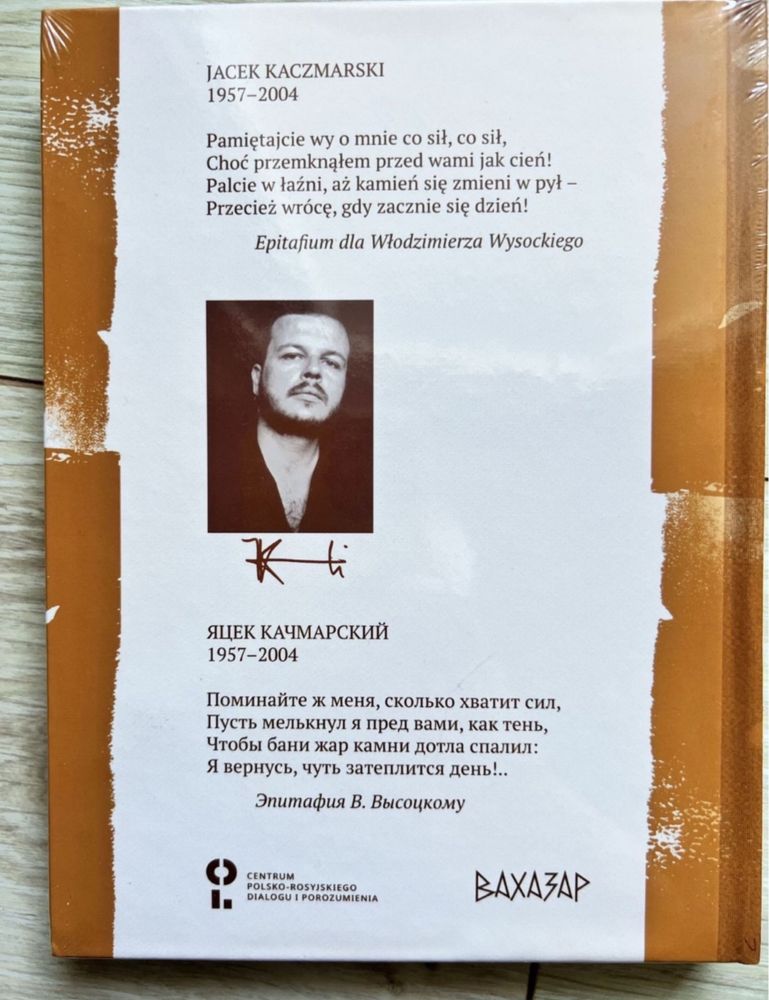 JACEK KACZMARSKI
1957–2004
Pamiętajcie wy o mnie co sił, co sił,
Choć przemknąłem przed wami jak cień!
Palcie w łaźni, aż kamień się zmieni w pył –
Przecież wrócę, gdy zacznie się dzień!
Epitafium dla Włodzimierza Wysockiego
ЯЦЕК КАЧМАРСКИЙ
1957–2004
Поминайте ж меня, сколько хватит сил,
Пусть мелькнул я пред вами, как тень,
Чтобы бани жар камни дотла спалил:
Я вернусь, чуть затеплится день!..
Эпитафия В. Высоцкому
CENTRUM
POLSKO-ROSYJSKIEGO
DIALOGU I POROZUMIENIA
ВАХАЗАР